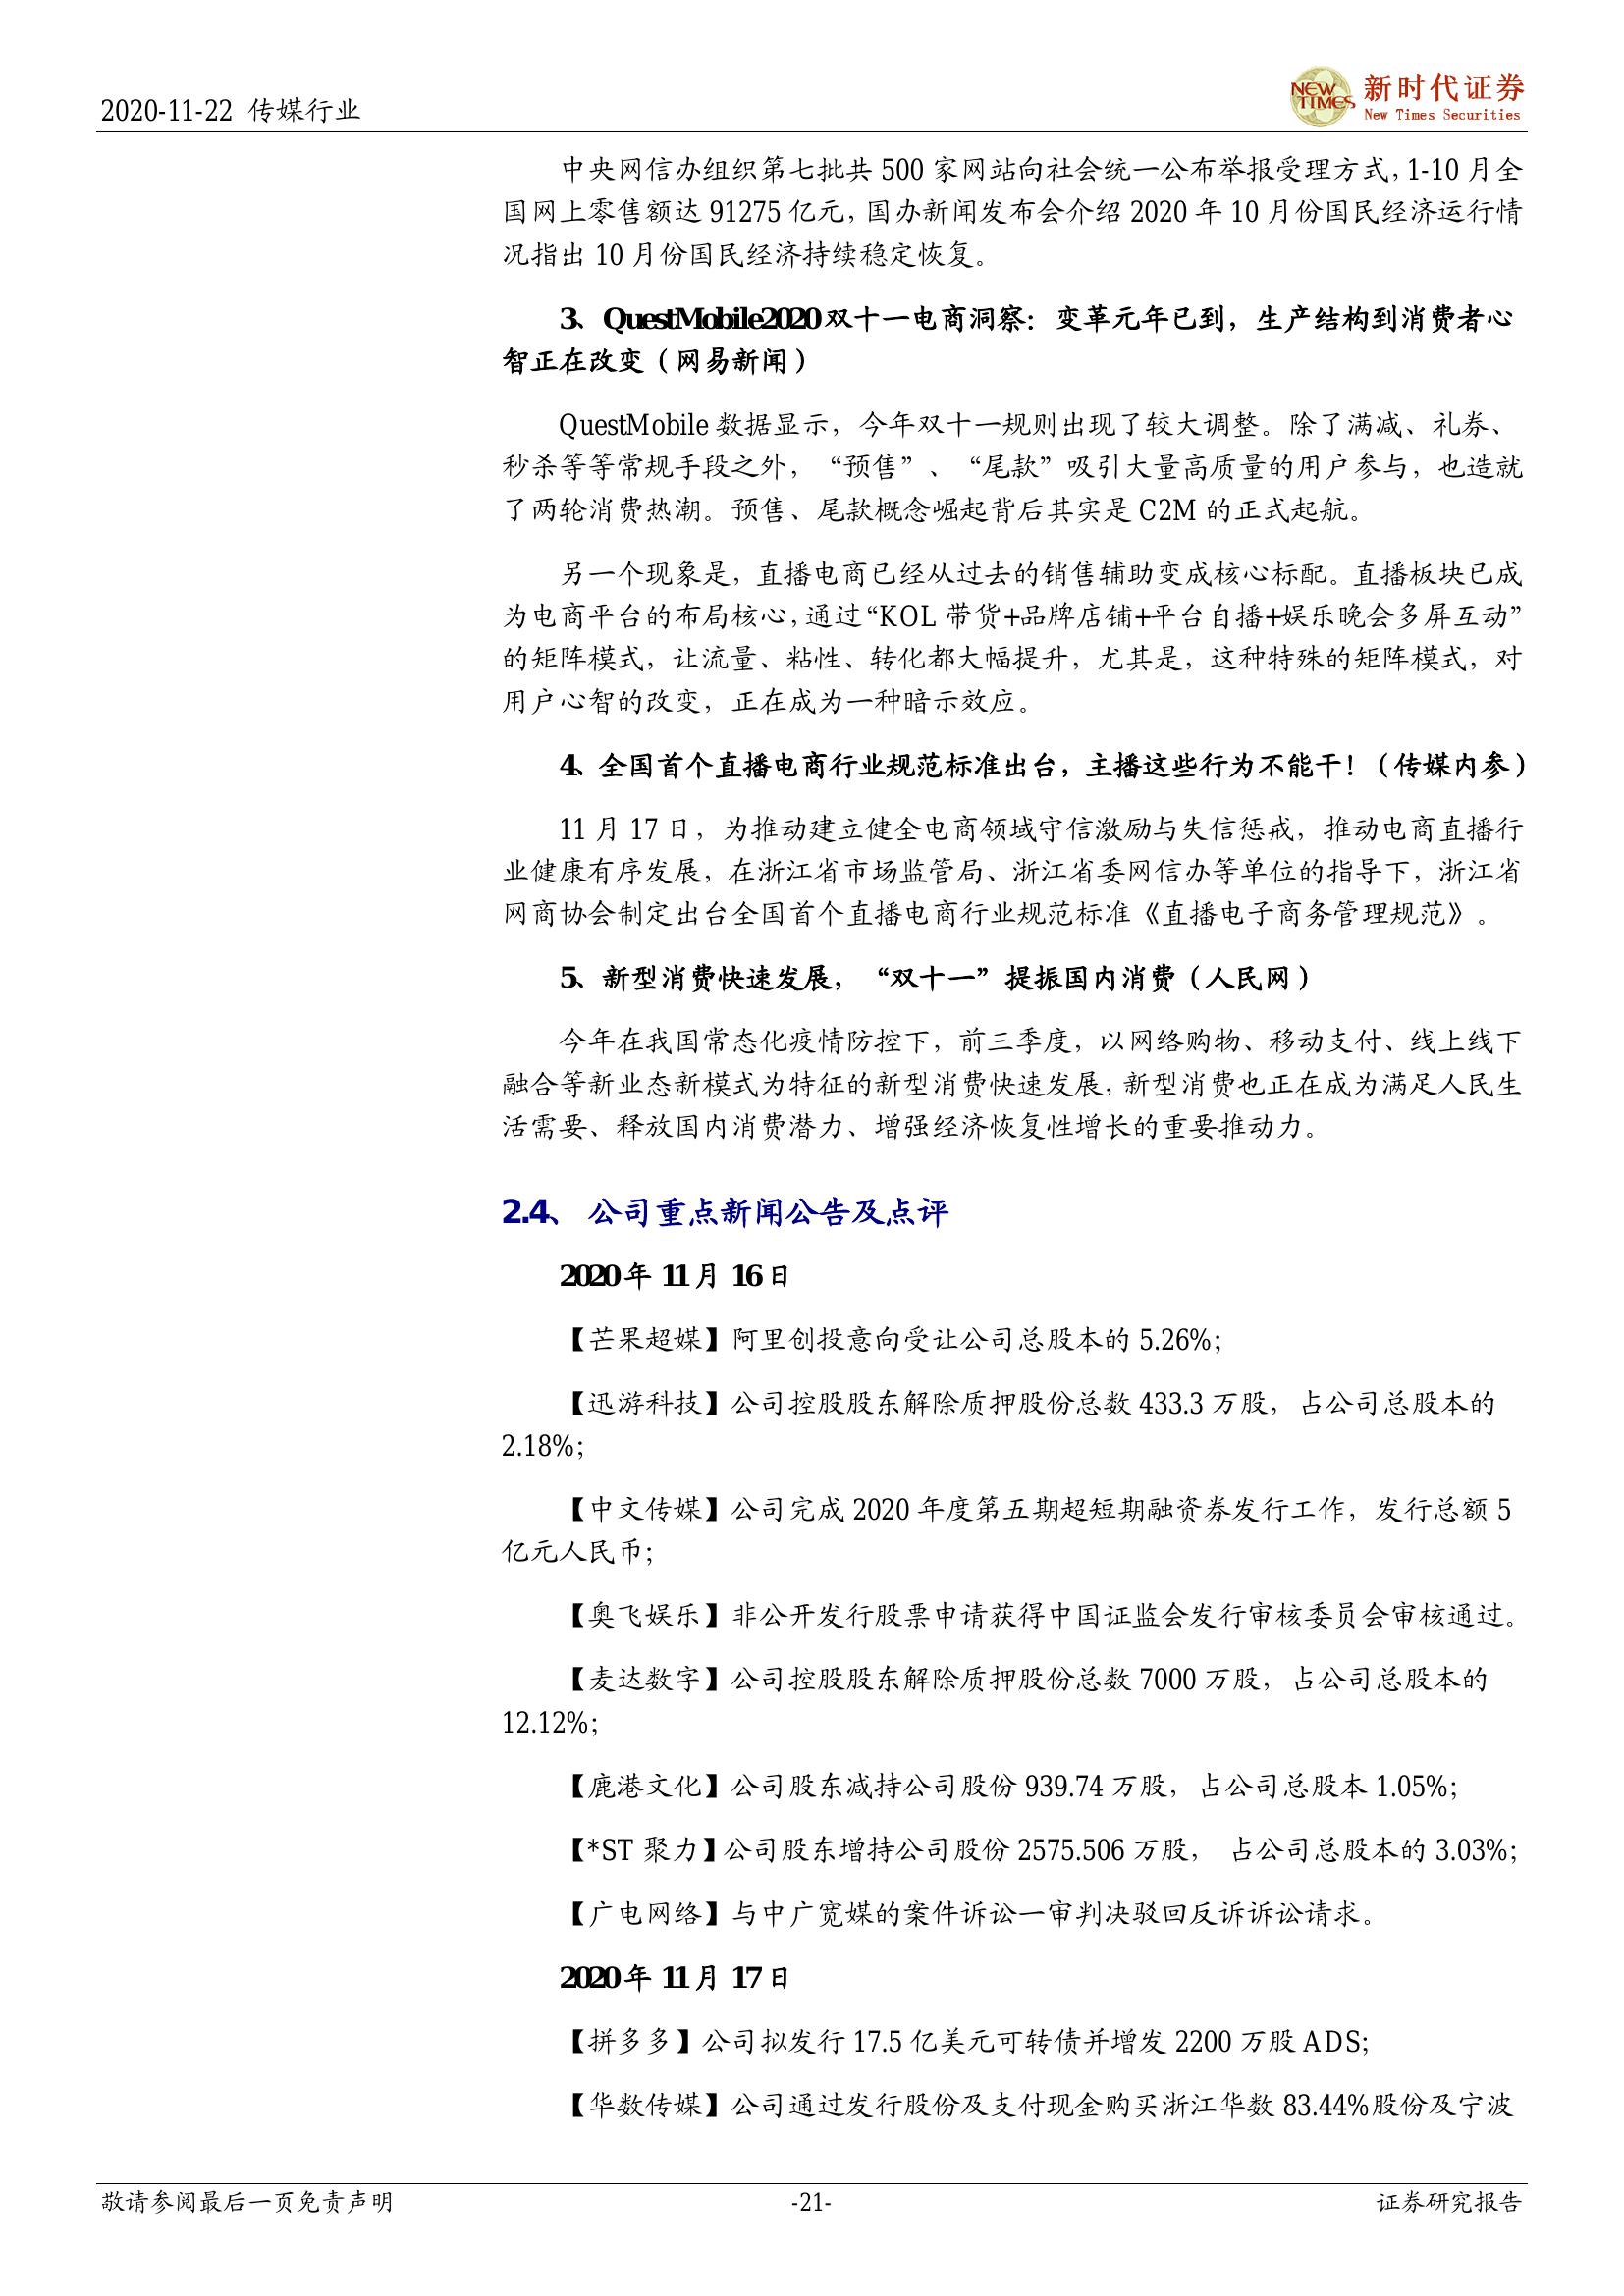 2020-11-22 传媒行业
NEW TIMES
新时代证券
New Times Securities
中央网信办组织第七批共 500 家网站向社会统一公布举报受理方式，1-10 月全
国网上零售额达 91275 亿元，国办新闻发布会介绍 2020 年 10 月份国民经济运行情
况指出 10 月份国民经济持续稳定恢复。
3、QuestMobile2020 双十一电商洞察：变革元年已到，生产结构到消费者心
智正在改变（网易新闻）
QuestMobile 数据显示，今年双十一规则出现了较大调整。除了满减、礼券、
秒杀等等常规手段之外，“预售”、“尾款”吸引大量高质量的用户参与，也造就
了两轮消费热潮。预售、尾款概念崛起背后其实是 C2M 的正式起航。
另一个现象是，直播电商已经从过去的销售辅助变成核心标配。直播板块已成
为电商平台的布局核心，通过“KOL 带货+品牌店铺+平台自播+娱乐晚会多屏互动”
的矩阵模式，让流量、粘性、转化都大幅提升，尤其是，这种特殊的矩阵模式，对
用户心智的改变，正在成为一种暗示效应。
4、全国首个直播电商行业规范标准出台，主播这些行为不能干！（传媒内参）
11 月 17 日，为推动建立健全电商领域守信激励与失信惩戒，推动电商直播行
业健康有序发展，在浙江省市场监管局、浙江省委网信办等单位的指导下，浙江省
网商协会制定出台全国首个直播电商行业规范标准《直播电子商务管理规范》。
5、新型消费快速发展，“双十一”提振国内消费（人民网）
今年在我国常态化疫情防控下，前三季度，以网络购物、移动支付、线上线下
融合等新业态新模式为特征的新型消费快速发展，新型消费也正在成为满足人民生
活需要、释放国内消费潜力、增强经济恢复性增长的重要推动力。
2.4、 公司重点新闻公告及点评
2020 年 11 月 16 日
【芒果超媒】阿里创投意向受让公司总股本的 5.26%；
【迅游科技】公司控股股东解除质押股份总数 433.3 万股，占公司总股本的
2.18%；
【中文传媒】公司完成 2020 年度第五期超短期融资券发行工作，发行总额 5
亿元人民币；
【奥飞娱乐】非公开发行股票申请获得中国证监会发行审核委员会审核通过。
【麦达数字】公司控股股东解除质押股份总数 7000 万股，占公司总股本的
12.12%；
【鹿港文化】公司股东减持公司股份 939.74 万股，占公司总股本 1.05%；
【*ST 聚力】公司股东增持公司股份 2575.506 万股， 占公司总股本的 3.03%；
【广电网络】与中广宽媒的案件诉讼一审判决驳回反诉诉讼请求。
2020 年 11 月 17 日
【拼多多】公司拟发行 17.5 亿美元可转债并增发 2200 万股 ADS;
【华数传媒】公司通过发行股份及支付现金购买浙江华数 83.44%股份及宁波
敬请参阅最后一页免责声明
-21-
证券研究报告